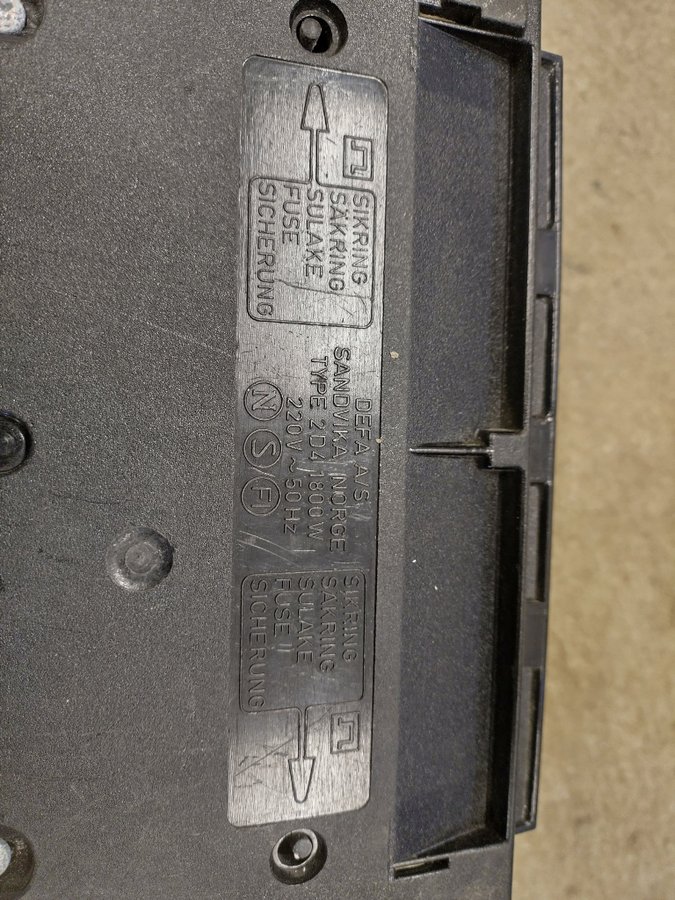 SIKRING
SÄKRING
SULAKE
FUSE
SICHERUNG
DEFA A/S
SANDVIKA NORGE
TYPE 204 1800W
220V~50Hz
N S FI
SIKRING
SÄKRING
SULAKE
FUSE II
SICHERUNG